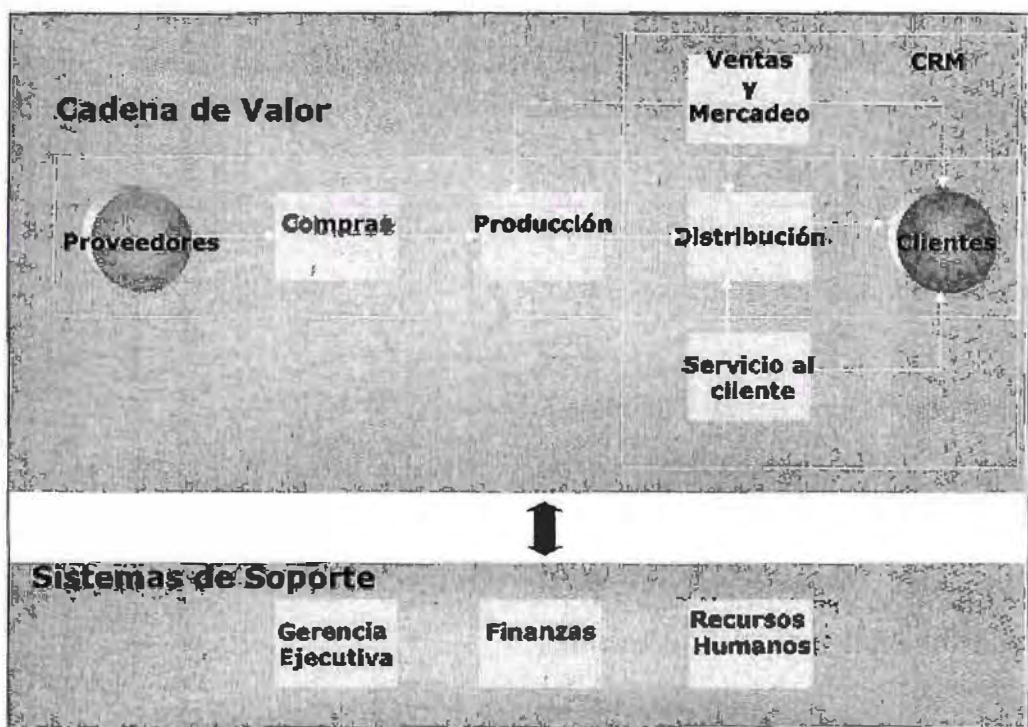 Ventas
Y
Mercadeo
CRM
Cadena de Valor
Proveedores
Compras
Producción
Distribución
Clientes
Servicio al
cliente
Sistemas de Soporte
Gerencia
Ejecutiva
Finanzas
Recursos
Humanos